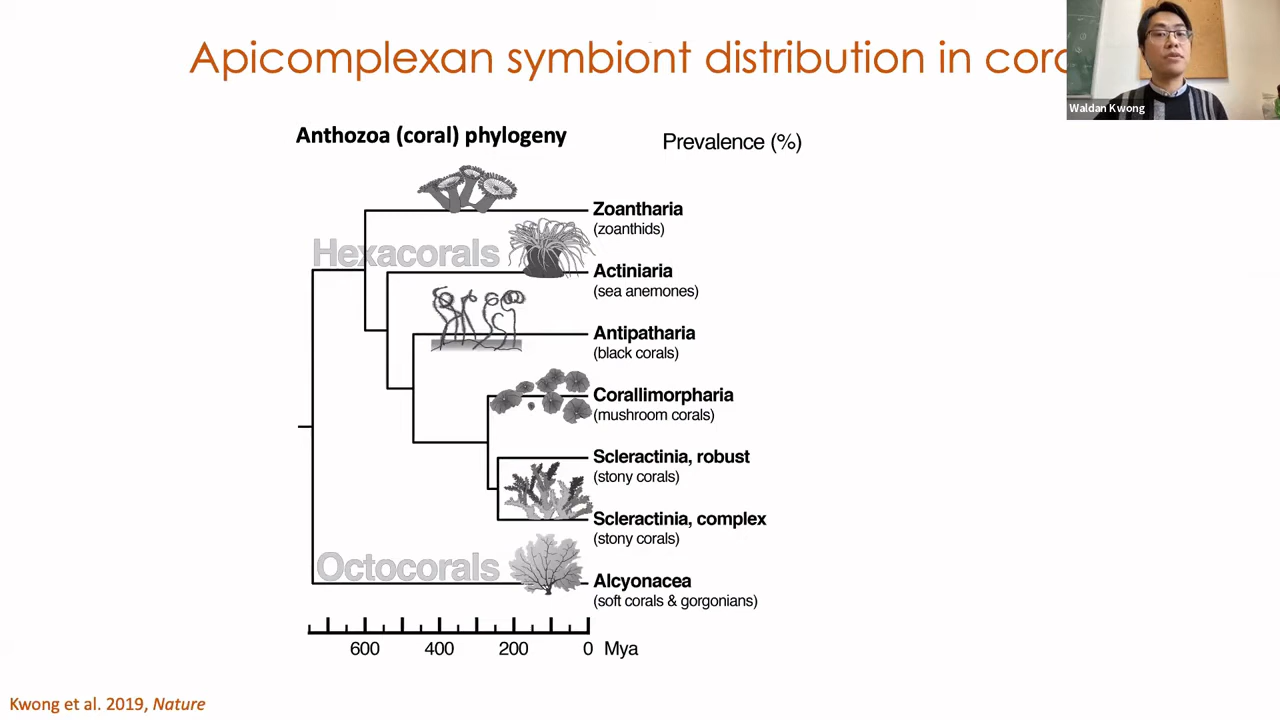 Apicomplexan symbiont distribution in
Waldan Kwong
Anthozoa (coral) phylogeny
Prevalence (%)
Zoantharia
(zoanthids)
Hexacorals
Actiniaria
(sea anemones)
Antipatharia
(black corals)
Corallimorpharia
(mushroom corals)
Scleractinia, robust
(stony corals)
Scleractinia, complex
(stony corals)
Octocorals
Alcyonacea
(soft corals & gorgonians)
600 400 200 0 Mya
Kwong et al. 2019, Nature